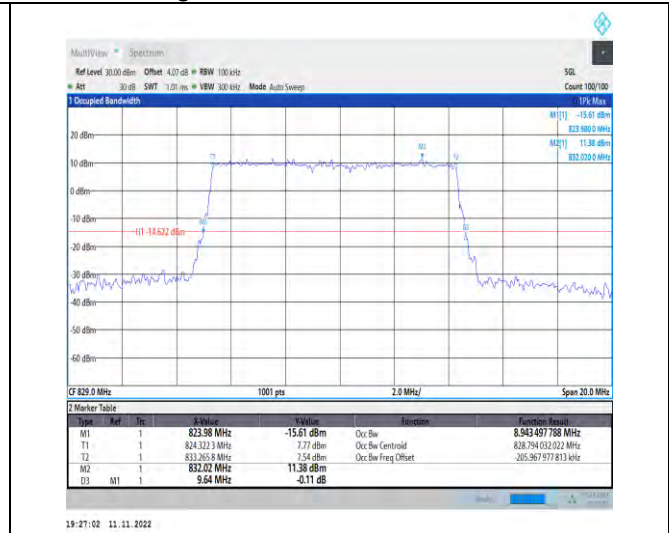 MultiView Spectrum
Ref Level 30.00 dBm Offset 4.07 dB RBW 100 kHz SGL
Att 30 dB SWT 1.01 ms VBW 300 kHz Mode Auto Sweep Count 100/100
1 Occupied Bandwidth 1Pk Max
M1[1] -15.61 dBm
823.9800 MHz
20 dBm M2[1] 11.38 dBm
832.0200 MHz
M2
10 dBm T1 T2
0 dBm
-10 dBm
M1 D3
H1 -14.622 dBm
-20 dBm
-30 dBm
-40 dBm
-50 dBm
-60 dBm
CF 829.0 MHz 1001 pts 2.0 MHz/ Span 20.0 MHz
2 Marker Table
Type Ref Trc X-Value Y-Value Function Function Result
M1 1 823.98 MHz -15.61 dBm Occ Bw 8.943 497 788 MHz
T1 1 824.322 3 MHz 7.77 dBm Occ Bw Centroid 828.794 032 022 MHz
T2 1 833.265 8 MHz 7.54 dBm Occ Bw Freq Offset -205.967 977 813 kHz
M2 1 832.02 MHz 11.38 dBm
D3 M1 1 9.64 MHz -0.11 dB
19:27:02 11.11.2022